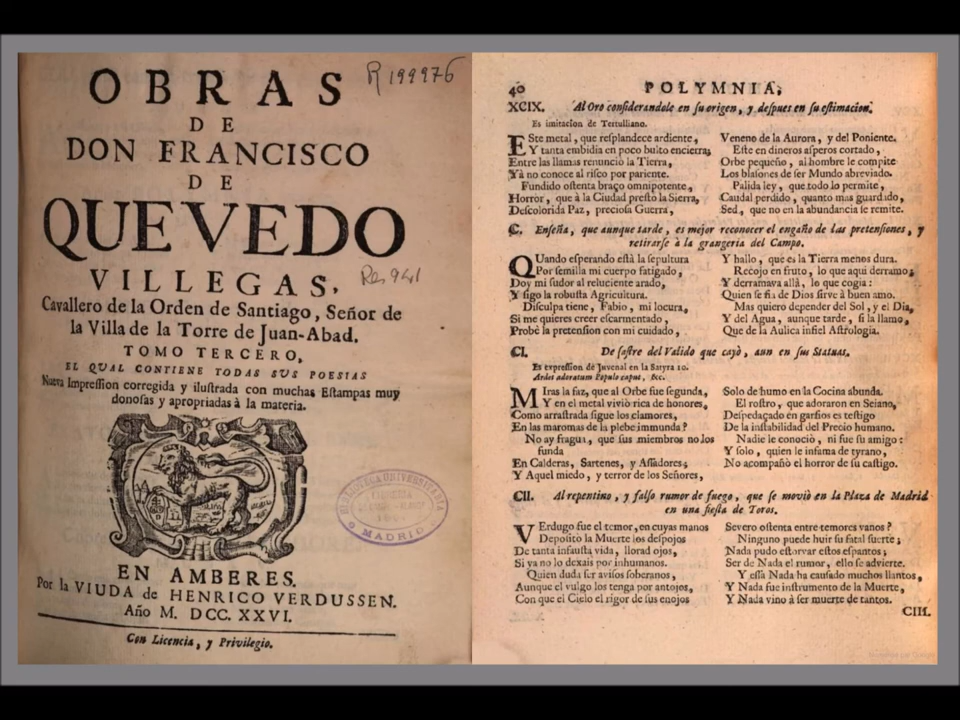 R 199976
OBRAS
DE
DON FRANCISCO
DE
QUEVEDO
VILLEGAS,
Res 941
Cavallero de la Orden de Santiago, Señor de
la Villa de la Torre de Juan-Abad.
TOMO TERCERO,
EL QUAL CONTIENE TODAS SVS POESIAS
Nueva Impression corregida y ilustrada con muchas Estampas muy
donosas y apropriadas à la materia.
BIBLIOTECA UNIVERSITARIA
MADRID
EN AMBERES.
Por la VIUDA de HENRICO VERDUSSEN.
Año M. DCC. XXVI.
Con Licencia, y Privilegio.
40 POLYMNIA,
XCIX. Al Oro considerandole en su origen, y despues en su estimacion.
Es imitacion de Tertulliano.
ESte metal, que resplandece ardiente,
Y tanta embidia en poco bulto encierra;
Entre las llamas renunciò la Tierra,
Yà no conoce al risco por pariente.
Fundido ostenta braço omnipotente,
Horror, que à la Ciudad prestò la Sierra,
Descolorida Paz, preciosa Guerra,
Veneno de la Aurora, y del Poniente.
Este en dineros asperos cortado,
Orbe pequeño, al hombre le compite
Los blasones de ser Mundo abreviado.
Palida ley, que todo lo permite,
Caudal perdido, quanto mas guardado,
Sed, que no en la abundancia se remite.
C. Enseña, que aunque tarde, es mejor reconocer el engaño de las pretensiones, y
retirarse à la grangeria del Campo.
QUando esperando està la sepultura
Por semilla mi cuerpo fatigado,
Doy mi sudor al reluciente arado,
Y sigo la robusta Agricultura.
Disculpa tiene, Fabio, mi locura,
Si me quieres creer escarmentado,
Probè la pretension con mi cuidado,
Y hallo, que es la Tierra menos dura.
Recojo en fruto, lo que aqui derramo;
Y derramava allà, lo que cogia:
Quien se fia de Dios sirve à buen amo.
Mas quiero depender del Sol, y el Dia,
Y del Agua, aunque tarde, si la llamo,
Que de la Aulica infiel Astrologia.
CI. De sastre del Valido que cayò, aun en sus Statuas.
Es expression de Juvenal en la Satyra 10.
Ardet adoratum Populo caput, &c.
MIras la faz, que al Orbe fue segunda,
Y en el metal viviò rica de honores,
Como arrastrada sigue los clamores,
En las maromas de la plebe immunda?
No ay fragua, que sus miembros no los
funda
En Calderas, Sartenes, y Assadores;
Y Aquel miedo, y terror de los Señores,
Solo de humo en la Cocina abunda.
El rostro, que adoraron en Seiano,
Despedaçado en garfios es testigo
De la instabilidad del Precio humano.
Nadie le conociò, ni fue su amigo:
Y solo, quien le infama de tyrano,
No acompañò el horror de su castigo.
CII. Al repentino, y falso rumor de fuego, que se moviò en la Plaza de Madrid
en una fiesta de Toros.
VErdugo fue el temor, en cuyas manos
Depositò la Muerte los despojos
De tanta infausta vida, llorad ojos,
Si ya no lo dexais por inhumanos.
Quien duda ser avisos soberanos,
Aunque el vulgo los tenga por antojos,
Con que el Cielo el rigor de sus enojos
Severo ostenta entre temores vanos?
Ninguno puede huir su fatal suerte;
Nada pudo estorvar estos espantos;
Ser de Nada el rumor, ello se advierte.
Y essa Nada ha causado muchos llantos,
Y Nada fue instrumento de la Muerte,
Y Nada vino à ser muerte de tantos.
CIII.